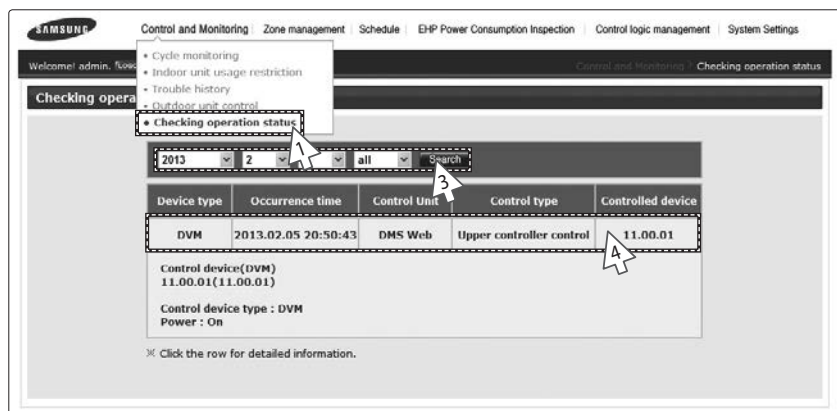 SAMSUNG
Control and Monitoring Zone management Schedule EHP Power Consumption Inspection Control logic management System Settings
• Cycle monitoring
Welcome! admin. Control and Monitoring > Checking operation status
• Indoor unit usage restriction
• Trouble history
Checking opera
• Outdoor unit control
• Checking operation status
1
2013 2 all Search
3
Device type Occurrence time Control Unit Control type Controlled device
DVM 2013.02.05 20:50:43 DMS Web Upper controller control 11.00.01
4
Control device(DVM)
11.00.01(11.00.01)
Control device type : DVM
Power : On
※ Click the row for detailed information.